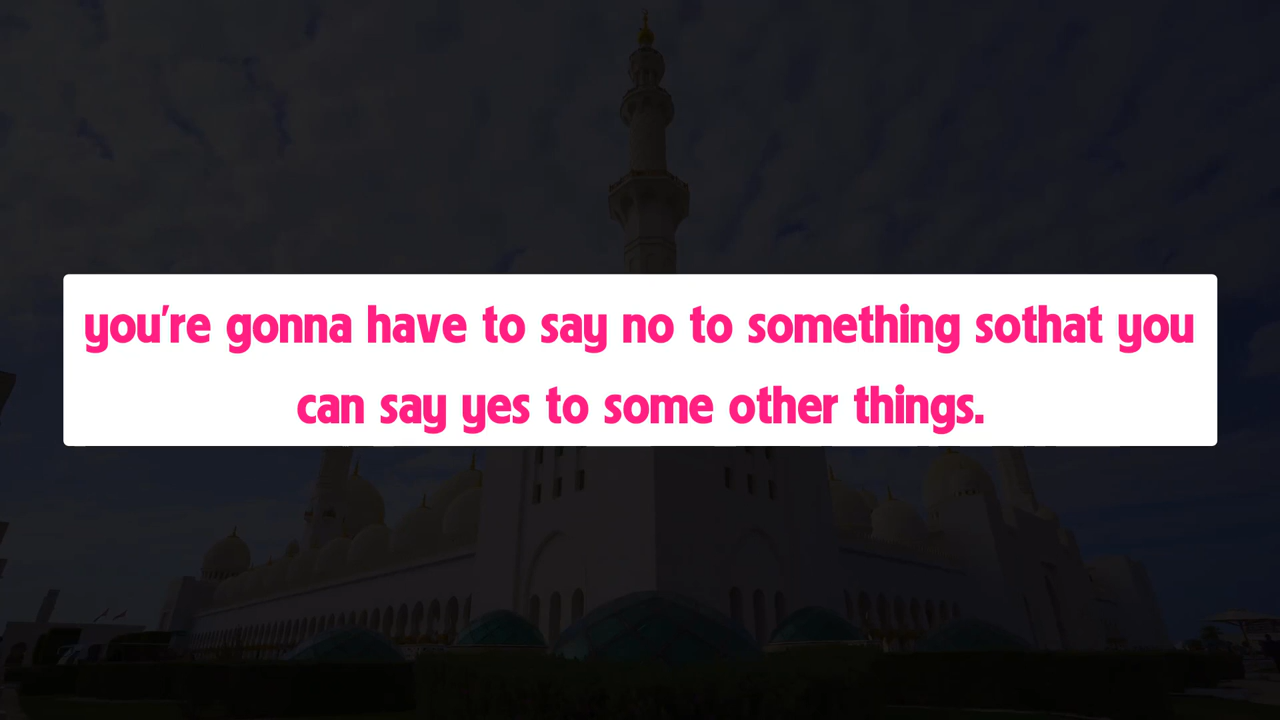 you're gonna have to say no to something sothat you
can say yes to some other things.